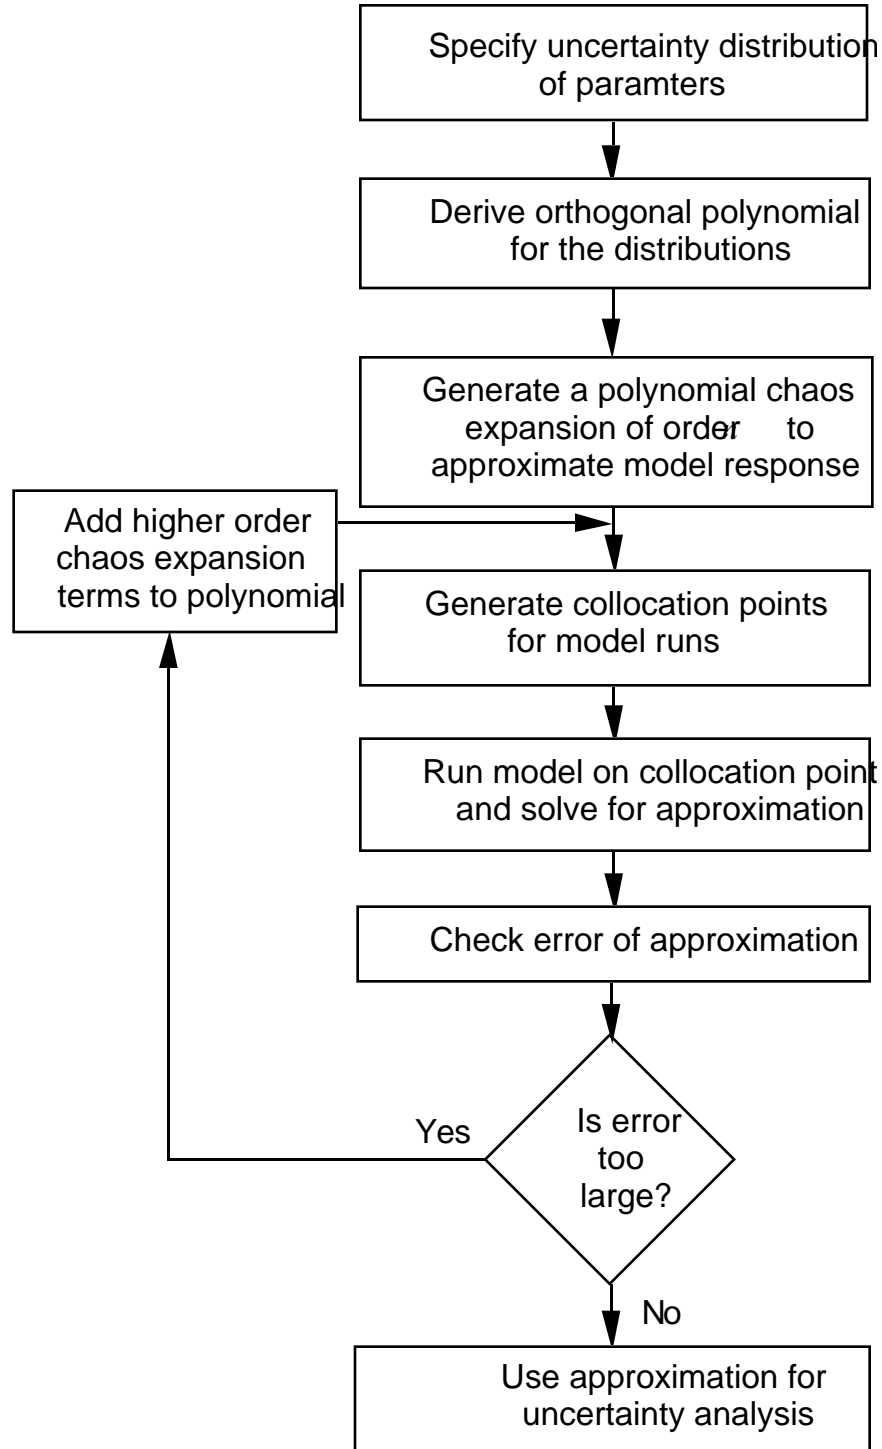 Specify uncertainty distribution
of paramters
Derive orthogonal polynomial
for the distributions
Generate a polynomial chaos
expansion of order n to
approximate model response
Add higher order
chaos expansion
terms to polynomial
Generate collocation points
for model runs
Run model on collocation point
and solve for approximation
Check error of approximation
Yes
Is error
too
large?
No
Use approximation for
uncertainty analysis